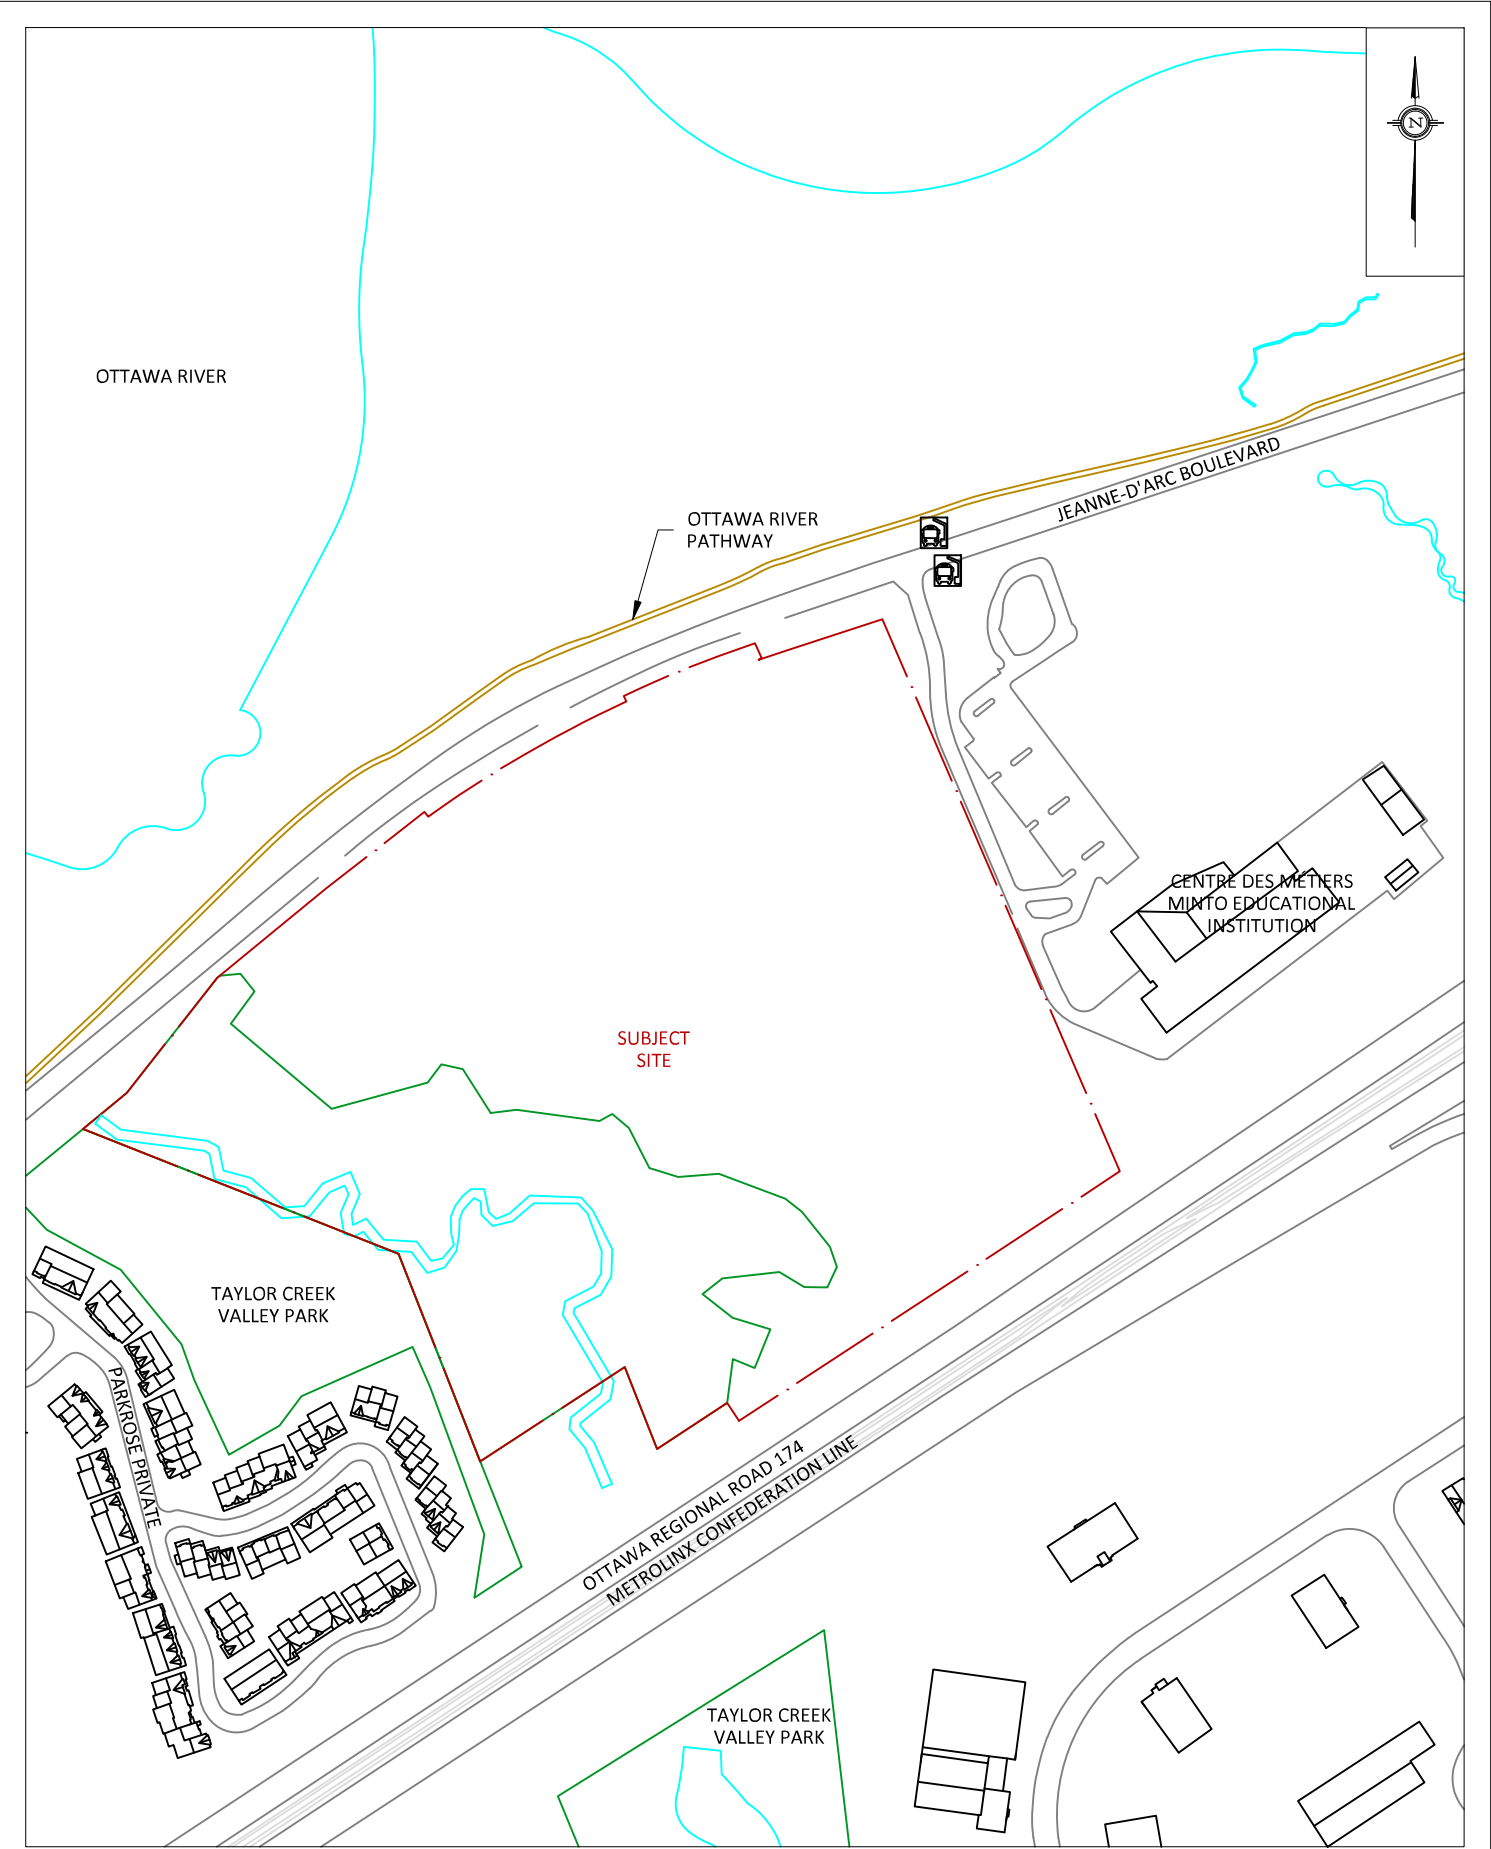 N
OTTAWA RIVER
JEANNE-D'ARC BOULEVARD
OTTAWA RIVER
PATHWAY
CENTRE DES MÉTIERS
MINTO EDUCATIONAL
INSTITUTION
SUBJECT
SITE
TAYLOR CREEK
VALLEY PARK
PARKROSE PRIVATE
OTTAWA REGIONAL ROAD 174
METROLINX CONFEDERATION LINE
TAYLOR CREEK
VALLEY PARK